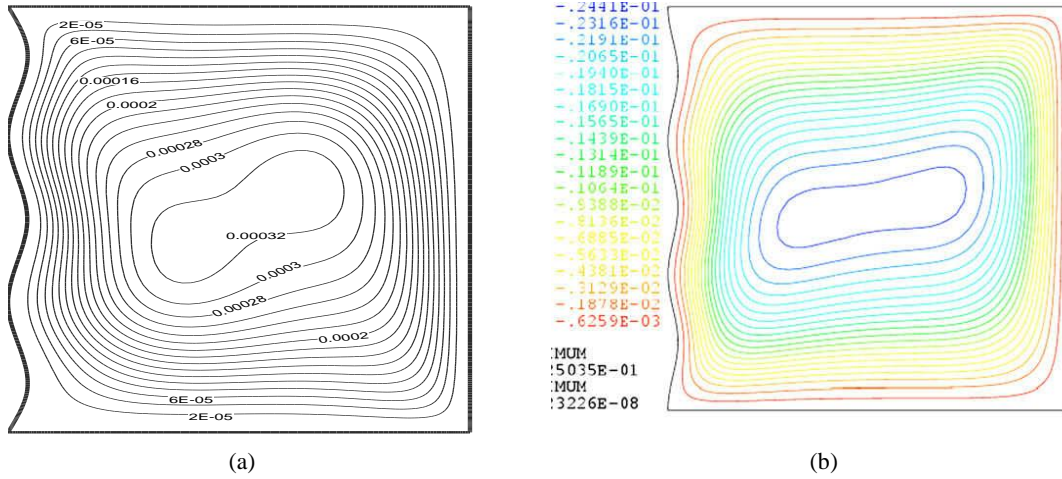 2E-05
6E-05
0.00016
0.0002
0.00028
0.0003
0.00032
0.0003
0.00028
0.0002
6E-05
2E-05
(a)
-.2441E-01
-.2316E-01
-.2191E-01
-.2065E-01
-.1940E-01
-.1815E-01
-.1690E-01
-.1565E-01
-.1439E-01
-.1314E-01
-.1189E-01
-.1064E-01
-.9388E-02
-.8136E-02
-.6885E-02
-.5633E-02
-.4381E-02
-.3129E-02
-.1878E-02
-.6259E-03
IMUM
25035E-01
IMUM
23226E-08
(b)